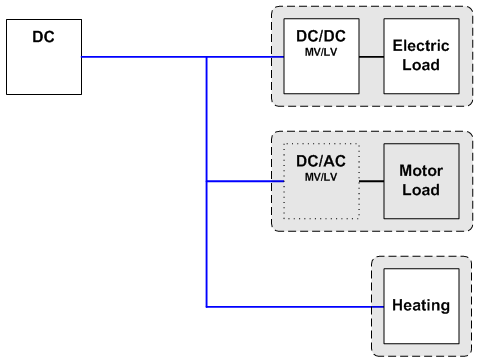 DC
DC/DC
MV/LV
Electric
Load
DC/AC
MV/LV
Motor
Load
Heating